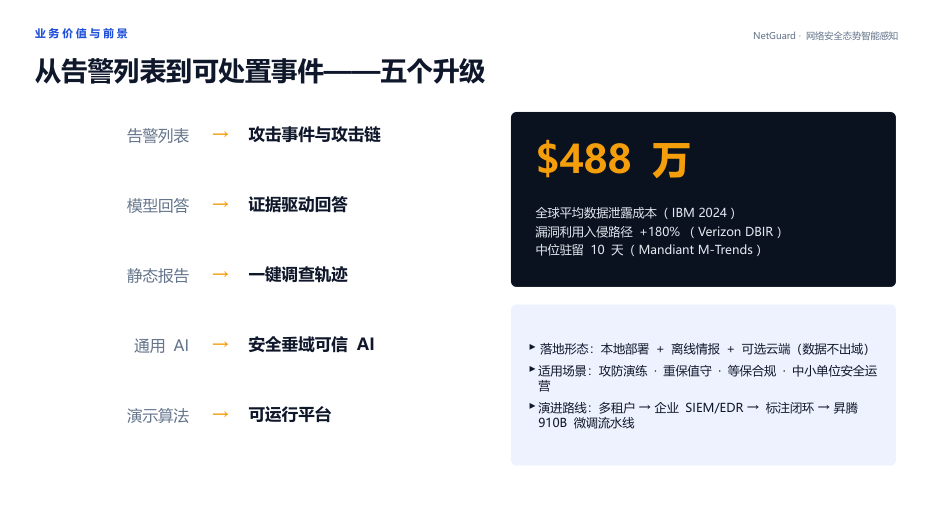 业务价值与前景
NetGuard · 网络安全态势智能感知
从告警列表到可处置事件——五个升级
告警列表 → 攻击事件与攻击链
模型回答 → 证据驱动回答
静态报告 → 一键调查轨迹
通用 AI → 安全垂域可信 AI
演示算法 → 可运行平台
$488 万
全球平均数据泄露成本（IBM 2024）
漏洞利用入侵路径 +180%（Verizon DBIR）
中位驻留 10 天（Mandiant M-Trends）
▸ 落地形态：本地部署 + 离线情报 + 可选云端（数据不出域）
▸ 适用场景：攻防演练 · 重保值守 · 等保合规 · 中小单位安全运
营
▸ 演进路线：多租户 → 企业 SIEM/EDR → 标注闭环 → 昇腾
910B 微调流水线